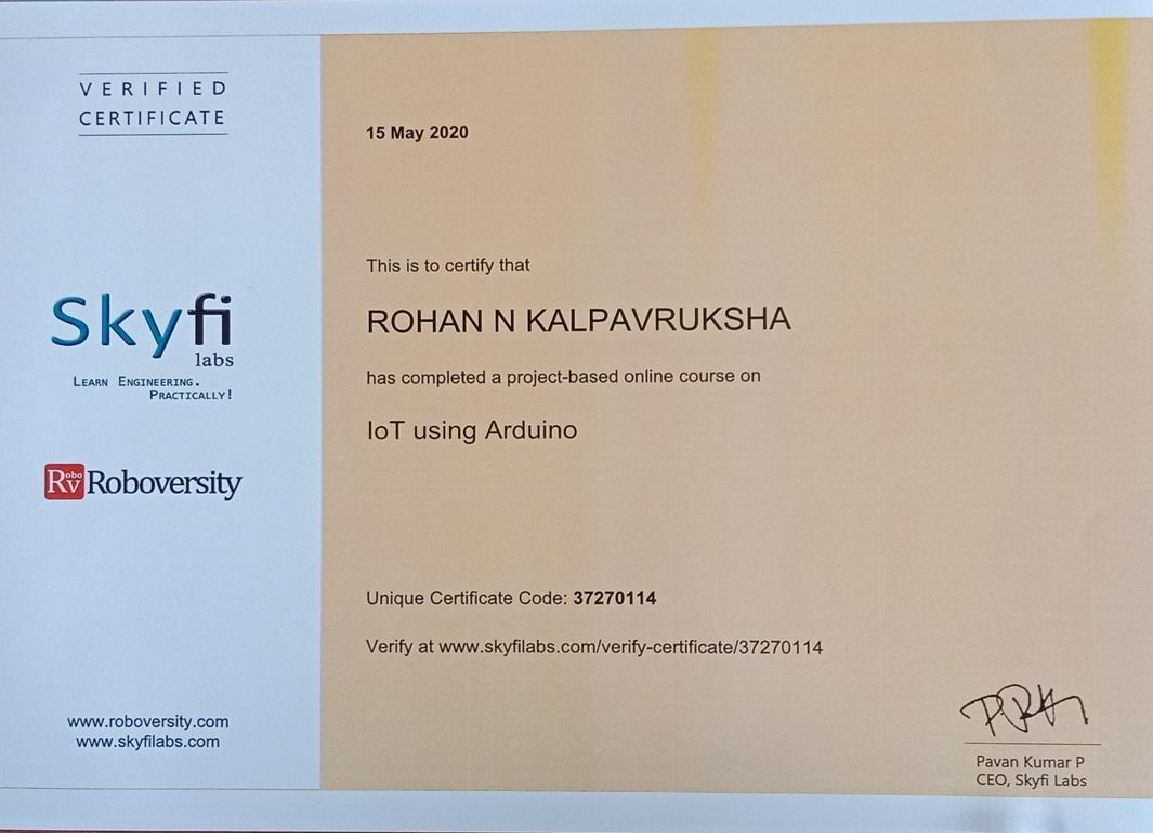 VERIFIED
CERTIFICATE
Skyfi
labs
LEARN ENGINEERING.
PRACTICALLY!
Robo
Rv Roboversity
www.roboversity.com
www.skyfilabs.com
15 May 2020
This is to certify that
ROHAN N KALPAVRUKSHA
has completed a project-based online course on
IoT using Arduino
Unique Certificate Code: 37270114
Verify at www.skyfilabs.com/verify-certificate/37270114
Pavan Kumar P
CEO, Skyfi Labs